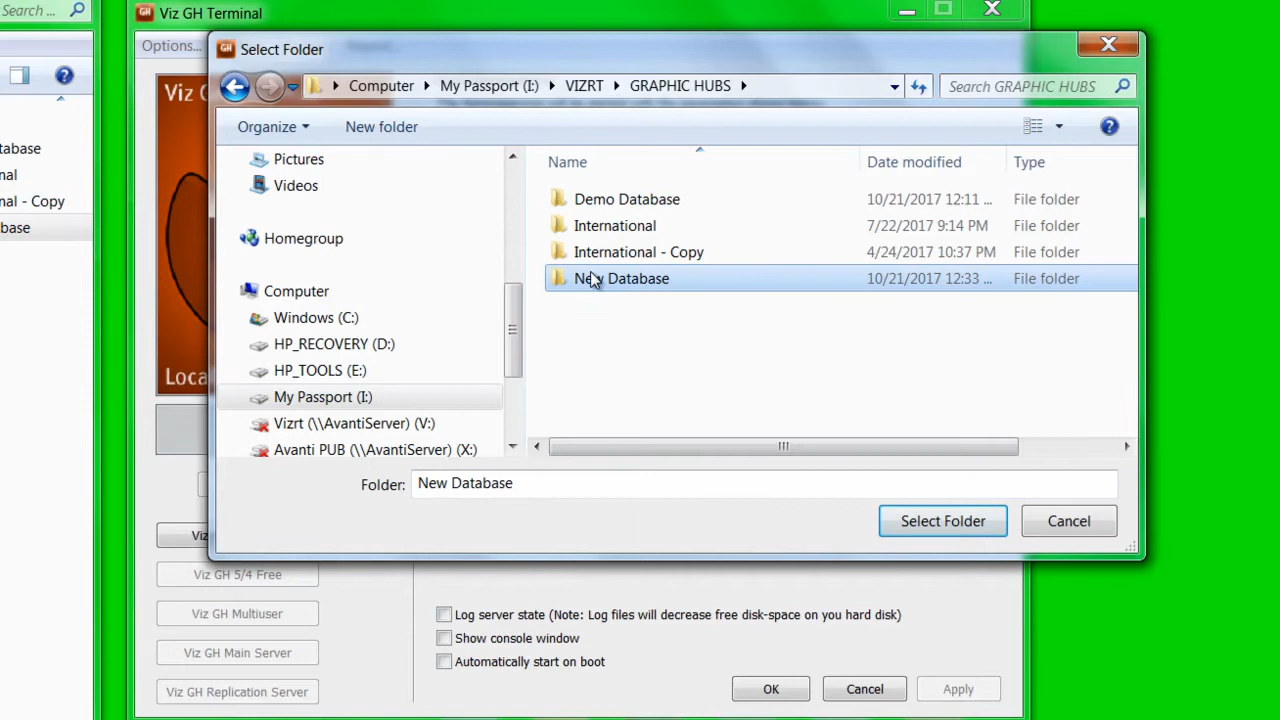 Search ...
Viz GH Terminal
Options...
GH Select Folder
Computer My Passport (I:) VIZRT GRAPHIC HUBS
Search GRAPHIC HUBS
Organize New folder
Name Date modified Type
Pictures
Videos
Homegroup
Computer
Windows (C:)
HP_RECOVERY (D:)
HP_TOOLS (E:)
My Passport (I:)
Vizrt (\\AvantiServer) (V:)
Avanti PUB (\\AvantiServer) (X:)
Demo Database 10/21/2017 12:11 ... File folder
International 7/22/2017 9:14 PM File folder
International - Copy 4/24/2017 10:37 PM File folder
New Database 10/21/2017 12:33 ... File folder
Folder: New Database
Select Folder Cancel
tabase
nal
nal - Copy
base
Viz G
Loca
Viz
Viz GH 5/4 Free
Viz GH Multiuser
Viz GH Main Server
Viz GH Replication Server
Log server state (Note: Log files will decrease free disk-space on you hard disk)
Show console window
Automatically start on boot
OK Cancel Apply